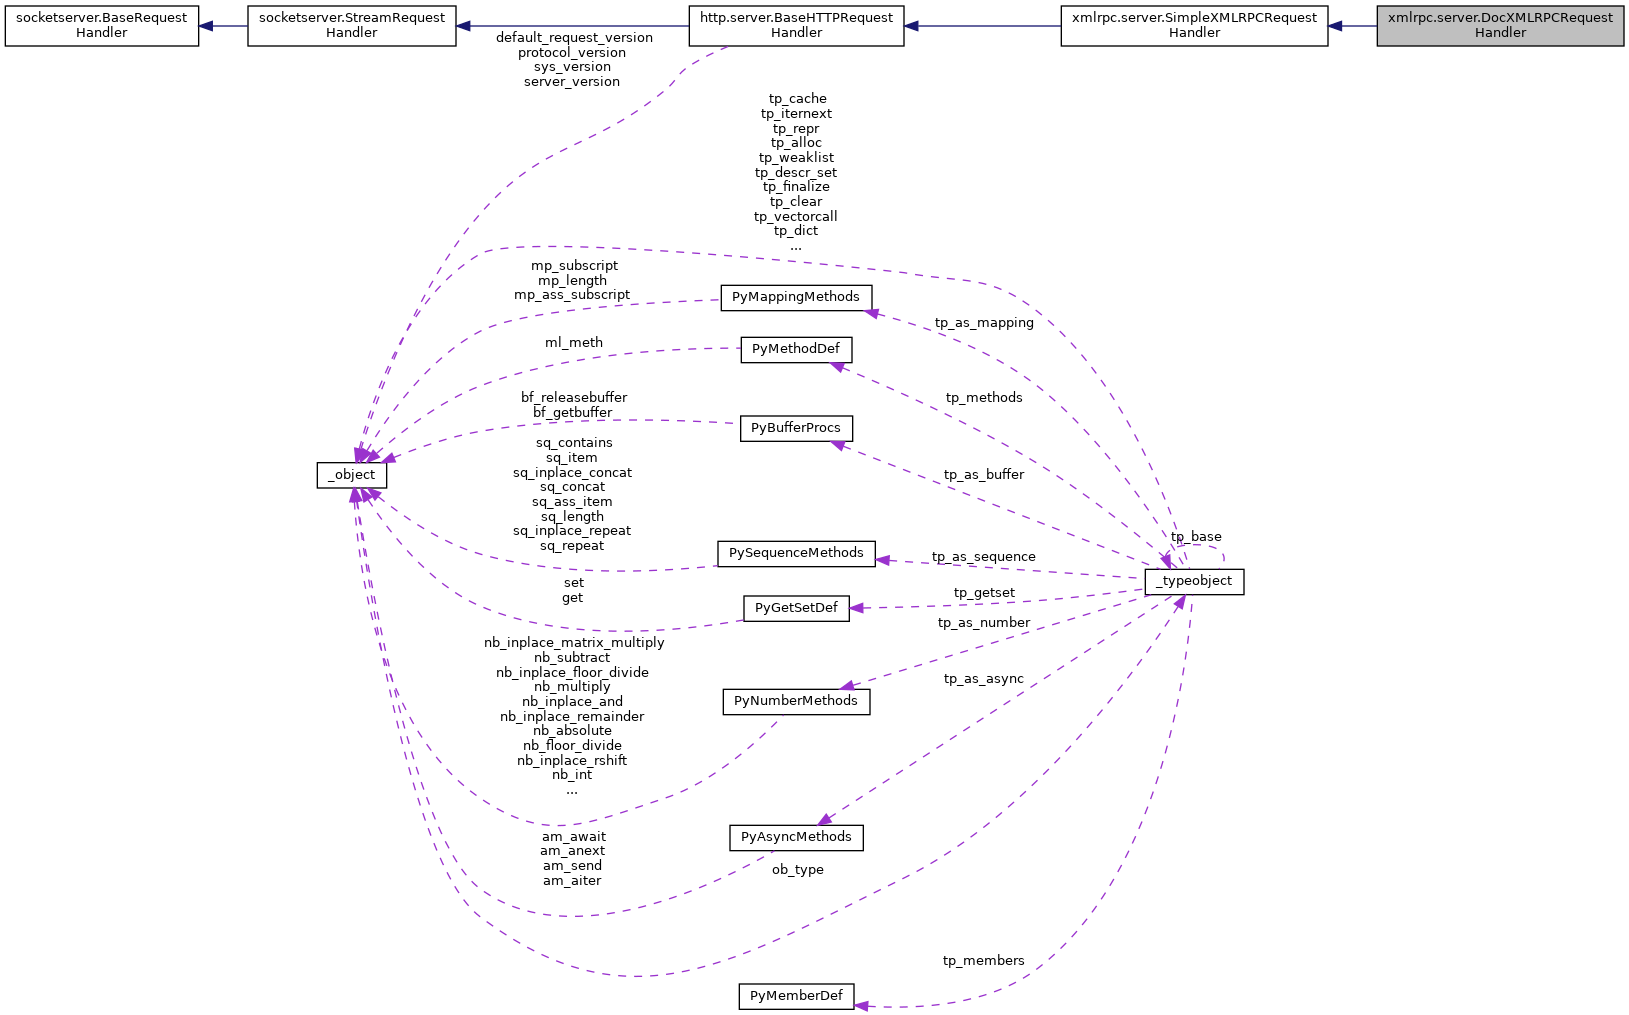 socketserver.BaseRequest
Handler
socketserver.StreamRequest
Handler
http.server.BaseHTTPRequest
Handler
xmlrpc.server.SimpleXMLRPCRequest
Handler
xmlrpc.server.DocXMLRPCRequest
Handler
default_request_version
protocol_version
sys_version
server_version
tp_cache
tp_iternext
tp_repr
tp_alloc
tp_weaklist
tp_descr_set
tp_finalize
tp_clear
tp_vectorcall
tp_dict
...
mp_subscript
mp_length
mp_ass_subscript
PyMappingMethods
tp_as_mapping
ml_meth
PyMethodDef
tp_methods
bf_releasebuffer
bf_getbuffer
PyBufferProcs
tp_as_buffer
_object
sq_contains
sq_item
sq_inplace_concat
sq_concat
sq_ass_item
sq_length
sq_inplace_repeat
sq_repeat
PySequenceMethods
tp_as_sequence
tp_base
_typeobject
set
get
PyGetSetDef
tp_getset
tp_as_number
nb_inplace_matrix_multiply
nb_subtract
nb_inplace_floor_divide
nb_multiply
nb_inplace_and
nb_inplace_remainder
nb_absolute
nb_floor_divide
nb_inplace_rshift
nb_int
...
PyNumberMethods
tp_as_async
am_await
am_anext
am_send
am_aiter
PyAsyncMethods
ob_type
tp_members
PyMemberDef